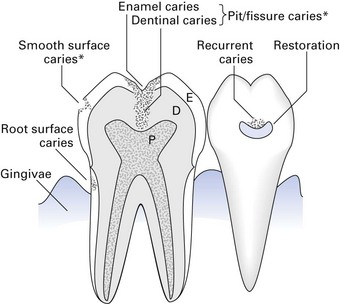 Enamel caries
Dentinal caries
Pit/fissure caries*
Smooth surface
caries*
Recurrent
caries
Restoration
E
D
P
Root surface
caries
Gingivae